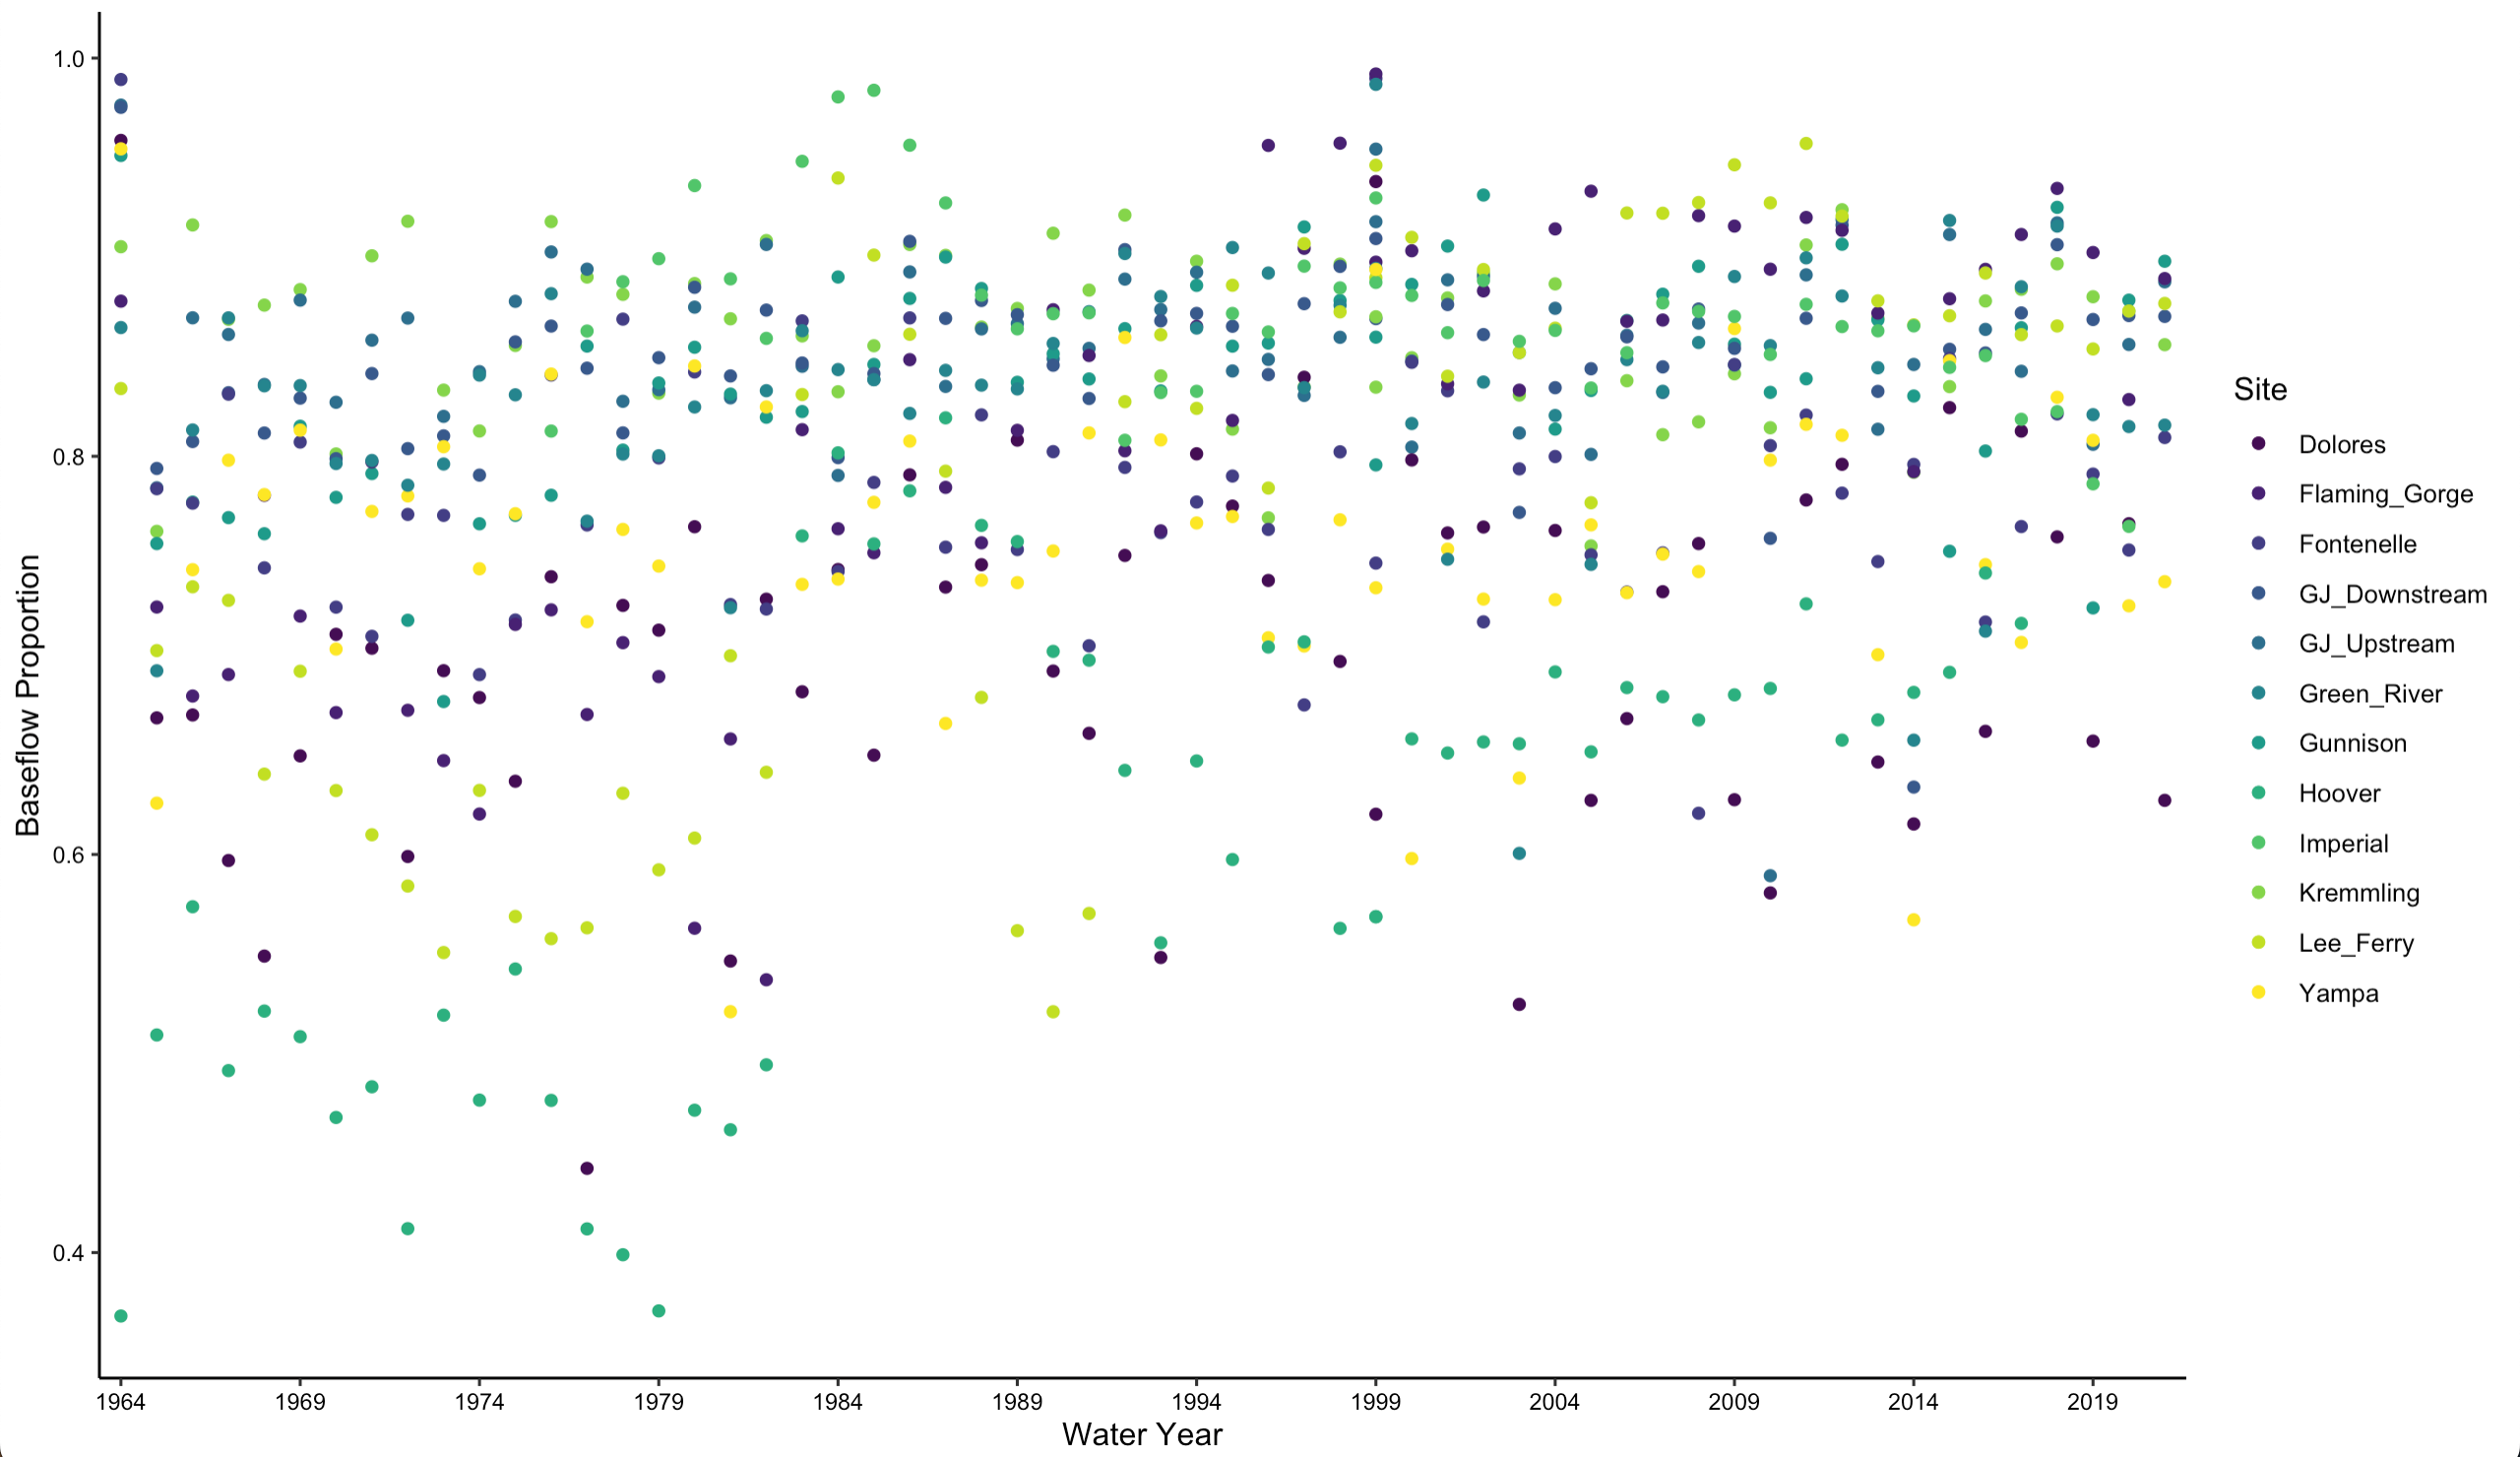 1.0
0.8
0.6
0.4
Baseflow Proportion
1964 1969 1974 1979 1984 1989 1994 1999 2004 2009 2014 2019
Water Year
Site
Dolores
Flaming_Gorge
Fontenelle
GJ_Downstream
GJ_Upstream
Green_River
Gunnison
Hoover
Imperial
Kremmling
Lee_Ferry
Yampa